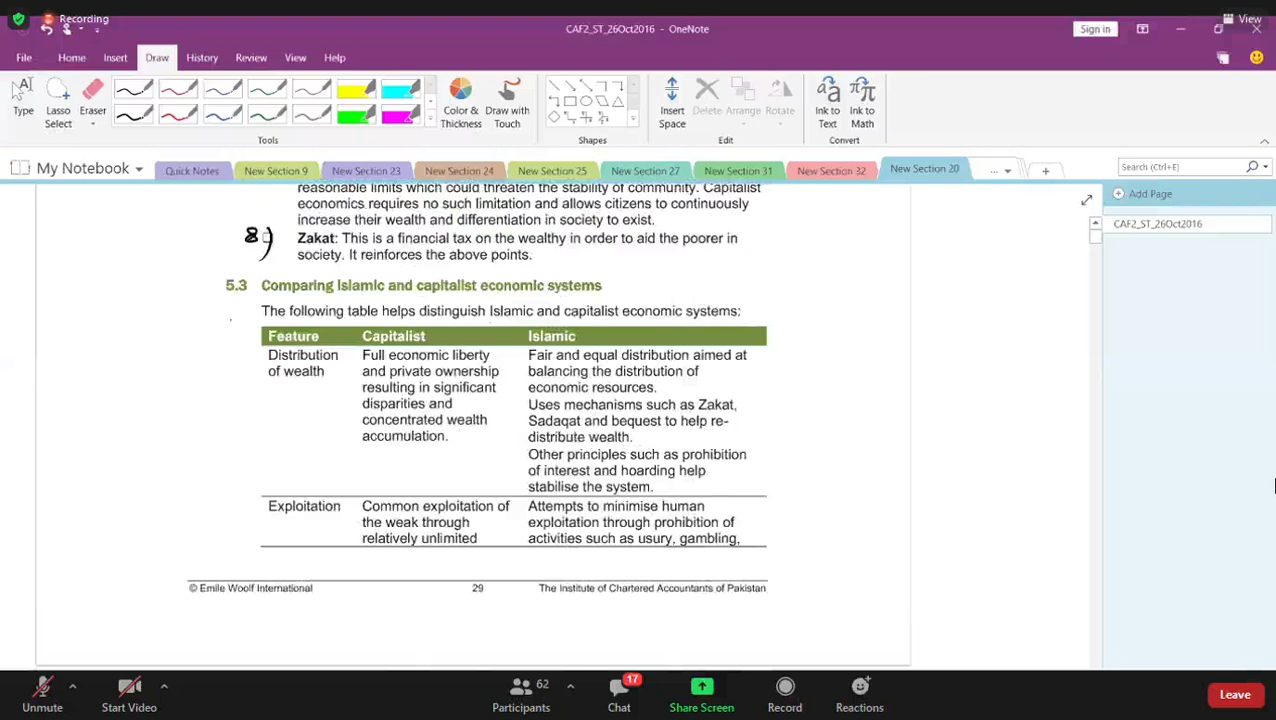 Recording
View
CAF2_ST_26Oct2016 - OneNote
Sign in
File Home Insert Draw History Review View Help
Type
Lasso Select
Eraser
Color & Thickness
Draw with Touch
Insert Space
Delete
Arrange
Rotate
Ink to Text
Ink to Math
Tools
Shapes
Edit
Convert
My Notebook
Quick Notes New Section 9 New Section 23 New Section 24 New Section 25 New Section 27 New Section 31 New Section 32 New Section 20 ...
Search (Ctrl+E)
Add Page
CAF2_ST_26Oct2016
reasonable limits which could threaten the stability of community. Capitalist
economics requires no such limitation and allows citizens to continuously
increase their wealth and differentiation in society to exist.
8)
Zakat: This is a financial tax on the wealthy in order to aid the poorer in
society. It reinforces the above points.
5.3 Comparing Islamic and capitalist economic systems
The following table helps distinguish Islamic and capitalist economic systems:
Feature Capitalist Islamic
Distribution
of wealth
Full economic liberty
and private ownership
resulting in significant
disparities and
concentrated wealth
accumulation.
Fair and equal distribution aimed at
balancing the distribution of
economic resources.
Uses mechanisms such as Zakat,
Sadaqat and bequest to help re-
distribute wealth.
Other principles such as prohibition
of interest and hoarding help
stabilise the system.
Exploitation
Common exploitation of
the weak through
relatively unlimited
Attempts to minimise human
exploitation through prohibition of
activities such as usury, gambling,
© Emile Woolf International 29 The Institute of Chartered Accountants of Pakistan
Unmute
Start Video
62
Participants
17
Chat
Share Screen
Record
Reactions
Leave